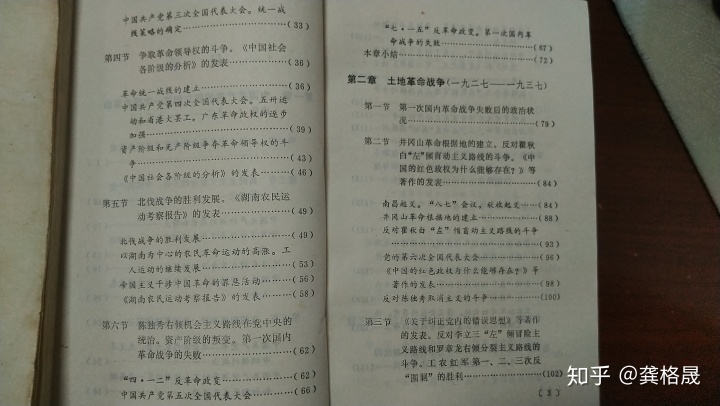 中国共产党第三次全国代表大会。统一战
线策略的确定…………(33)
第四节 争取革命领导权的斗争。《中国社会
各阶级的分析》的发表…………(36)
革命统一战线的建立…………(36)
中国共产党第四次全国代表大会。五卅运
动和省港大罢工。广东革命政权的逐步
加强…………(39)
资产阶级和无产阶级争夺革命领导权的斗
争…………(43)
《中国社会各阶级的分析》的发表…………(46)
第五节 北伐战争的胜利发展。《湖南农民运
动考察报告》的发表…………(49)
北伐战争的胜利发展…………(49)
以湖南为中心的农民革命运动的高涨。工
人运动的继续发展…………(53)
帝国主义干涉中国革命的罪恶活动…………(56)
《湖南农民运动考察报告》的发表…………(58)
第六节 陈独秀右倾机会主义路线在党中央的
统治。资产阶级的叛变。第一次国内
革命战争的失败…………(62)
“四·一二”反革命政变…………(62)
中国共产党第五次全国代表大会…………(66)
“七·一五”反革命政变。第一次国内革
命战争的失败…………(67)
本章小结…………(72)
第二章 土地革命战争(一九二七——一九三七)
第一节 第一次国内革命战争失败后的政治状
况…………(79)
第二节 井冈山革命根据地的建立。反对瞿秋
白“左”倾盲动主义路线的斗争。《中
国的红色政权为什么能够存在?》等
著作的发表…………(84)
南昌起义。“八七”会议。秋收起义……(84)
井冈山革命根据地的建立…………(88)
反对瞿秋白“左”倾盲动主义路线的斗争
…………(93)
党的第六次全国代表大会…………(96)
《中国的红色政权为什么能够存在?》等
著作的发表…………(98)
反对陈独秀取消主义的斗争…………(100)
第三节 《关于纠正党内的错误思想》等著作
的发表。反对李立三“左”倾冒险主
义路线和罗章龙右倾分裂主义路线的
斗争。工农红军第一、二、三次反
“围剿”的胜利…………(102)
[3]
知乎 @龚格晟